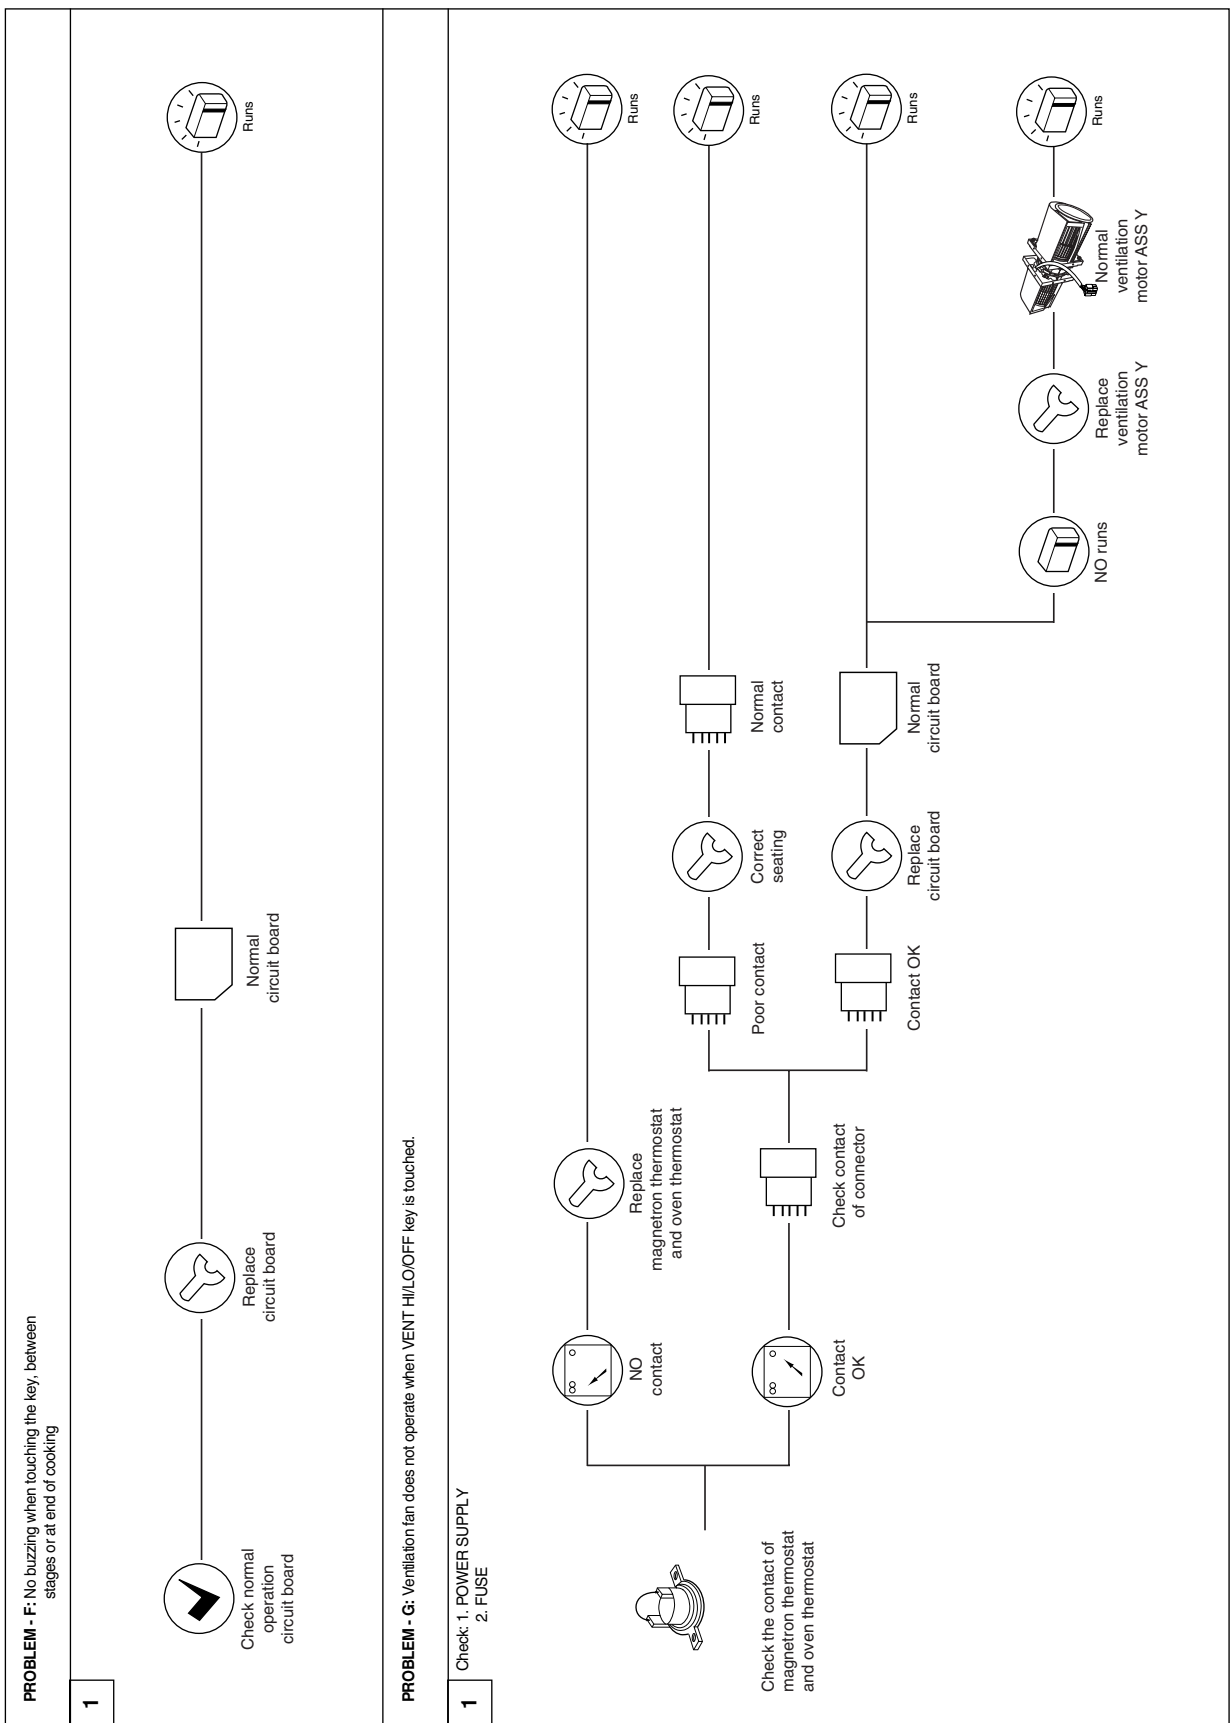 PROBLEM - F: No buzzing when touching the key, between
stages or at end of cooking
1
Check normal
operation
circuit board
Replace
circuit board
Normal
circuit board
Runs
PROBLEM - G: Ventilation fan does not operate when VENT HI/LO/OFF key is touched.
1
Check: 1. POWER SUPPLY
2. FUSE
Check the contact of
magnetron thermostat
and oven thermostat
NO
contact
Replace
magnetron thermostat
and oven thermostat
Runs
Contact
OK
Check contact
of connector
Poor contact
Correct
seating
Normal
contact
Runs
Contact OK
Replace
circuit board
Normal
circuit board
Runs
NO runs
Replace
ventilation
motor ASS Y
Normal
ventilation
motor ASS Y
Runs